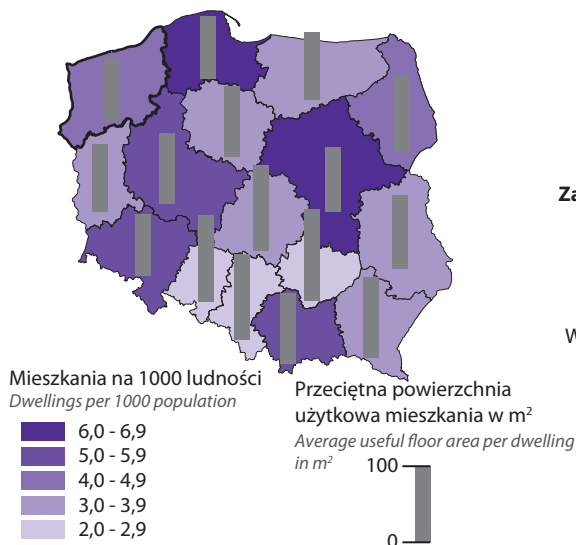 Za
W
Mieszkania na 1000 ludności
Dwellings per 1000 population
6,0 - 6,9
5,0 - 5,9
4,0 - 4,9
3,0 - 3,9
2,0 - 2,9
Przeciętna powierzchnia
użytkowa mieszkania w m²
Average useful floor area per dwelling
in m²
100
0